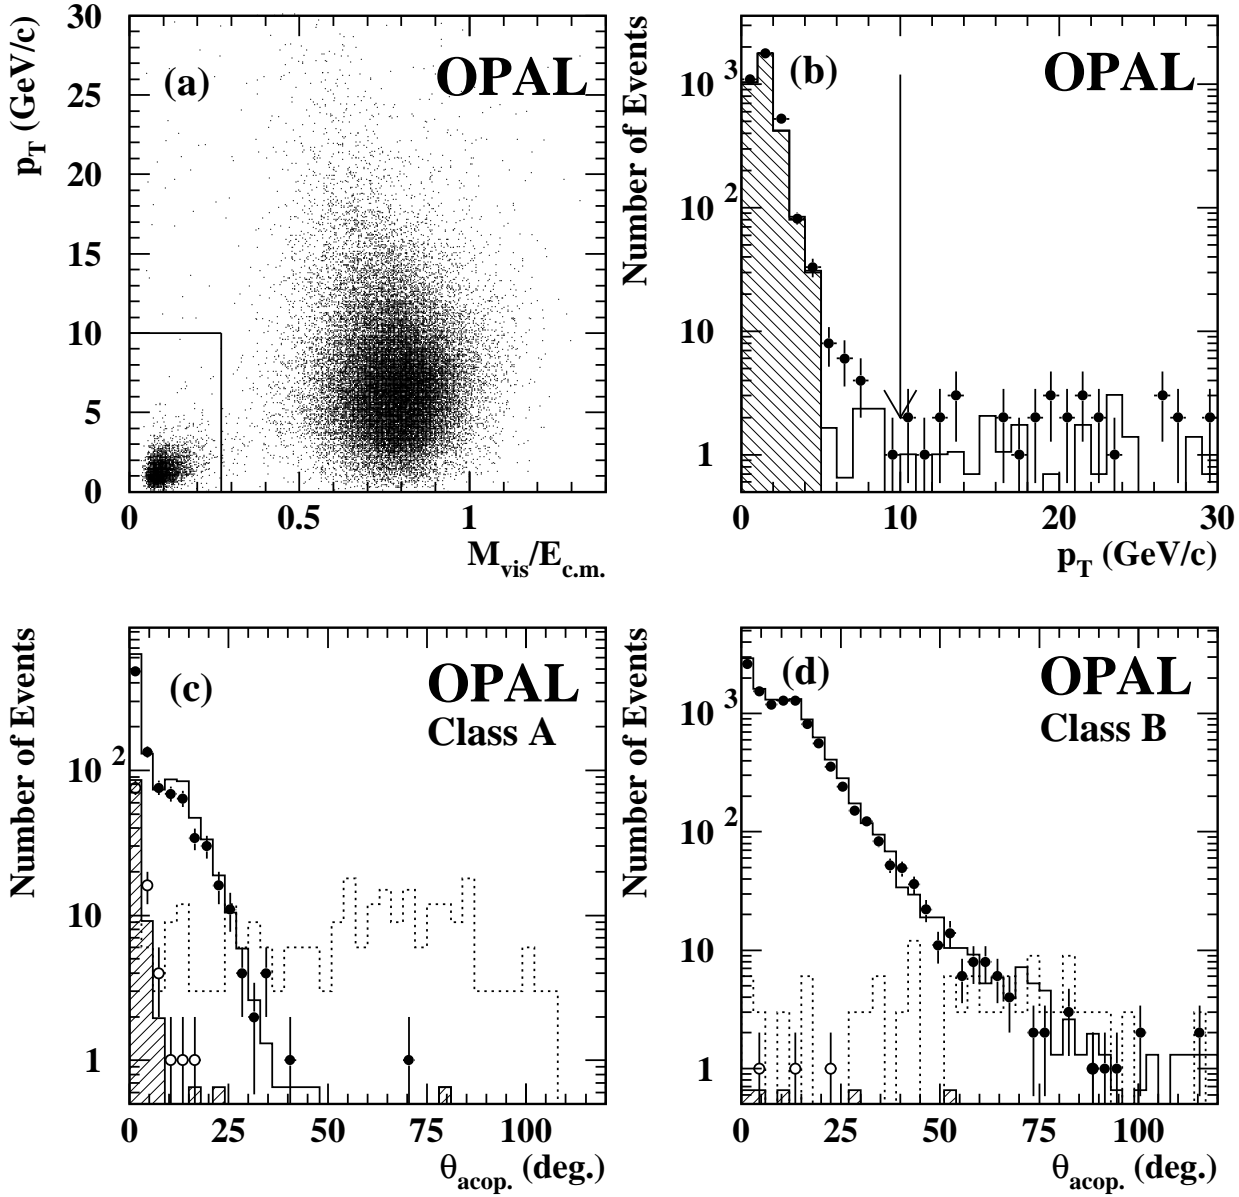 p_T (GeV/c)
30
25
20
15
10
5
0
(a)
OPAL
0
0.5
1
M_vis/E_c.m.
Number of Events
10^3
10^2
10
1
(b)
OPAL
0
10
20
30
p_T (GeV/c)
Number of Events
10^2
10
1
(c)
OPAL
Class A
0
25
50
75
100
θ_acop. (deg.)
Number of Events
10^3
10^2
10
1
(d)
OPAL
Class B
0
25
50
75
100
θ_acop. (deg.)